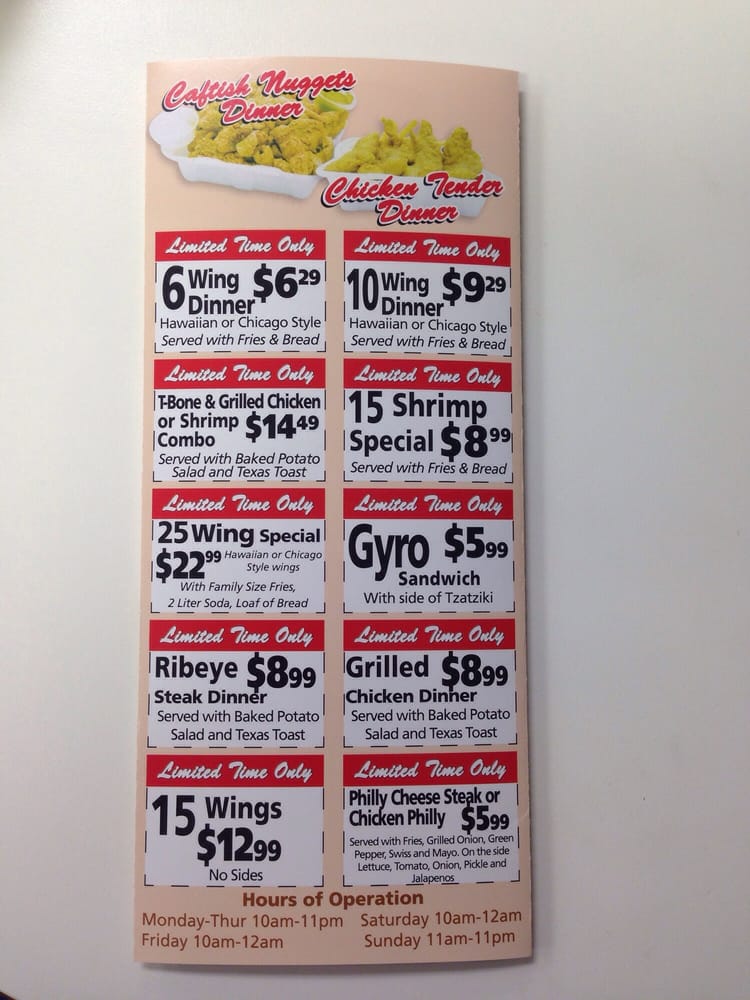 Caftish Nuggets
Dinner
Chicken Tender
Dinner
Limited Time Only
6 Wing $6.29
Dinner
Hawaiian or Chicago Style
Served with Fries & Bread
Limited Time Only
10 Wing $9.29
Dinner
Hawaiian or Chicago Style
Served with Fries & Bread
Limited Time Only
T-Bone & Grilled Chicken
or Shrimp $14.49
Combo
Served with Baked Potato
Salad and Texas Toast
Limited Time Only
15 Shrimp
Special $8.99
Served with Fries & Bread
Limited Time Only
25 Wing Special
$22.99 Hawaiian or Chicago
Style wings
With Family Size Fries,
2 Liter Soda, Loaf of Bread
Limited Time Only
Gyro $5.99
Sandwich
With side of Tzatziki
Limited Time Only
Ribeye $8.99
Steak Dinner
Served with Baked Potato
Salad and Texas Toast
Limited Time Only
Grilled $8.99
Chicken Dinner
Served with Baked Potato
Salad and Texas Toast
Limited Time Only
15 Wings
$12.99
No Sides
Limited Time Only
Philly Cheese Steak or
Chicken Philly $5.99
Served with Fries, Grilled Onion, Green
Pepper, Swiss and Mayo. On the side
Lettuce, Tomato, Onion, Pickle and
Jalapenos
Hours of Operation
Monday-Thur 10am-11pm Saturday 10am-12am
Friday 10am-12am Sunday 11am-11pm